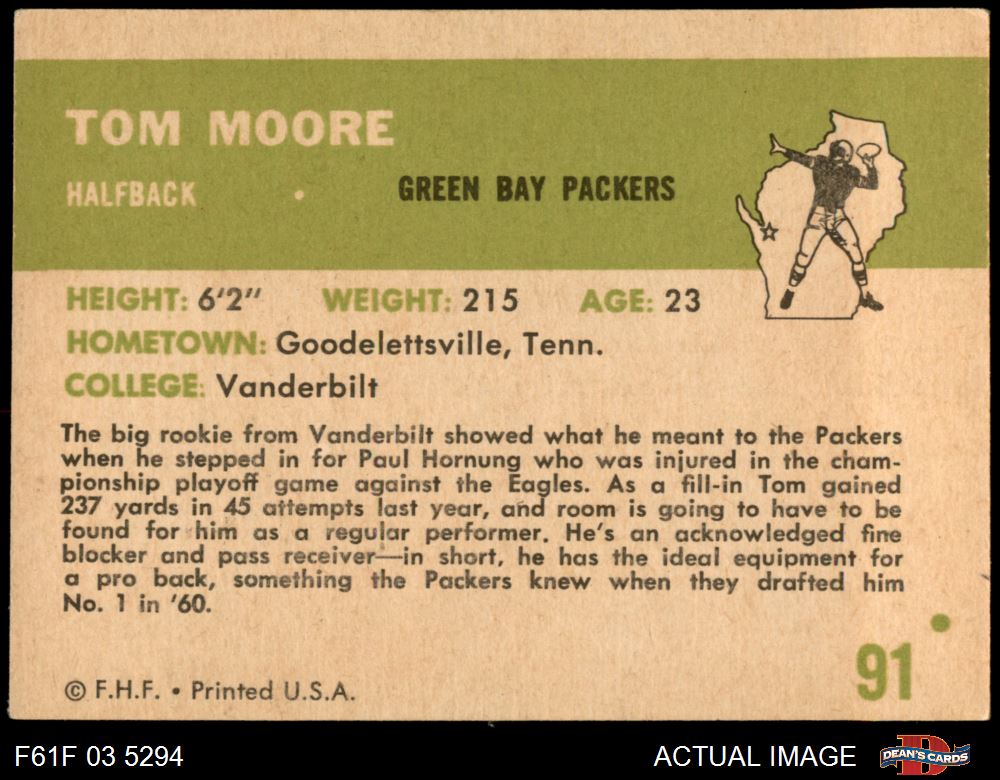 TOM MOORE
HALFBACK • GREEN BAY PACKERS
HEIGHT: 6'2" WEIGHT: 215 AGE: 23
HOMETOWN: Goodelettsville, Tenn.
COLLEGE: Vanderbilt
The big rookie from Vanderbilt showed what he meant to the Packers
when he stepped in for Paul Hornung who was injured in the cham-
pionship playoff game against the Eagles. As a fill-in Tom gained
237 yards in 45 attempts last year, and room is going to have to be
found for him as a regular performer. He's an acknowledged fine
blocker and pass receiver—in short, he has the ideal equipment for
a pro back, something the Packers knew when they drafted him
No. 1 in '60.
91
© F.H.F. • Printed U.S.A.
F61F 03 5294
ACTUAL IMAGE
DEAN'S CARDS